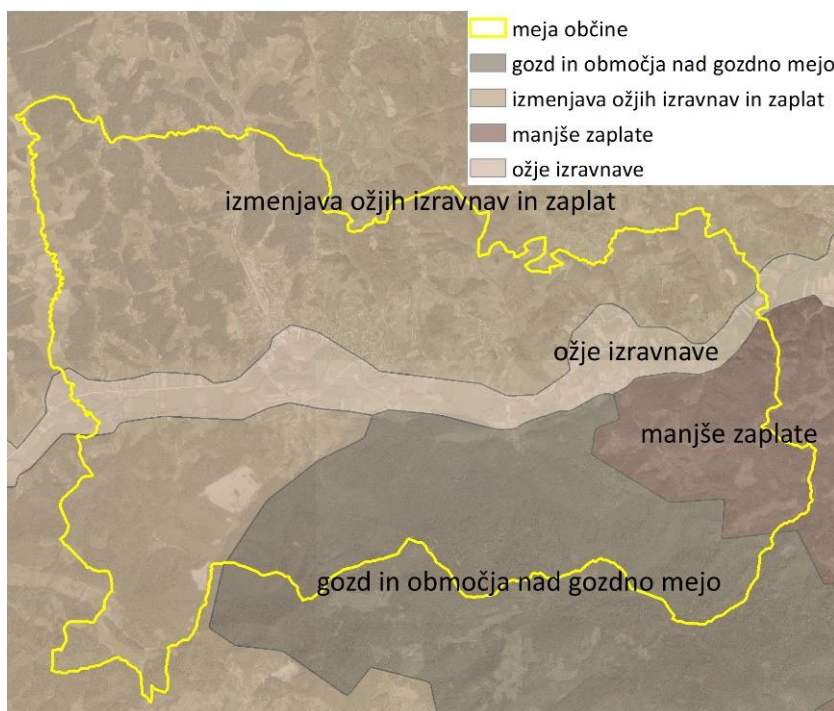 meja občine
gozd in območja nad gozdno mejo
izmenjava ožjih izravnav in zaplat
manjše zaplate
ožje izravnave
izmenjava ožjih izravnav in zaplat
ožje izravnave
manjše zaplate
gozd in območja nad gozdno mejo